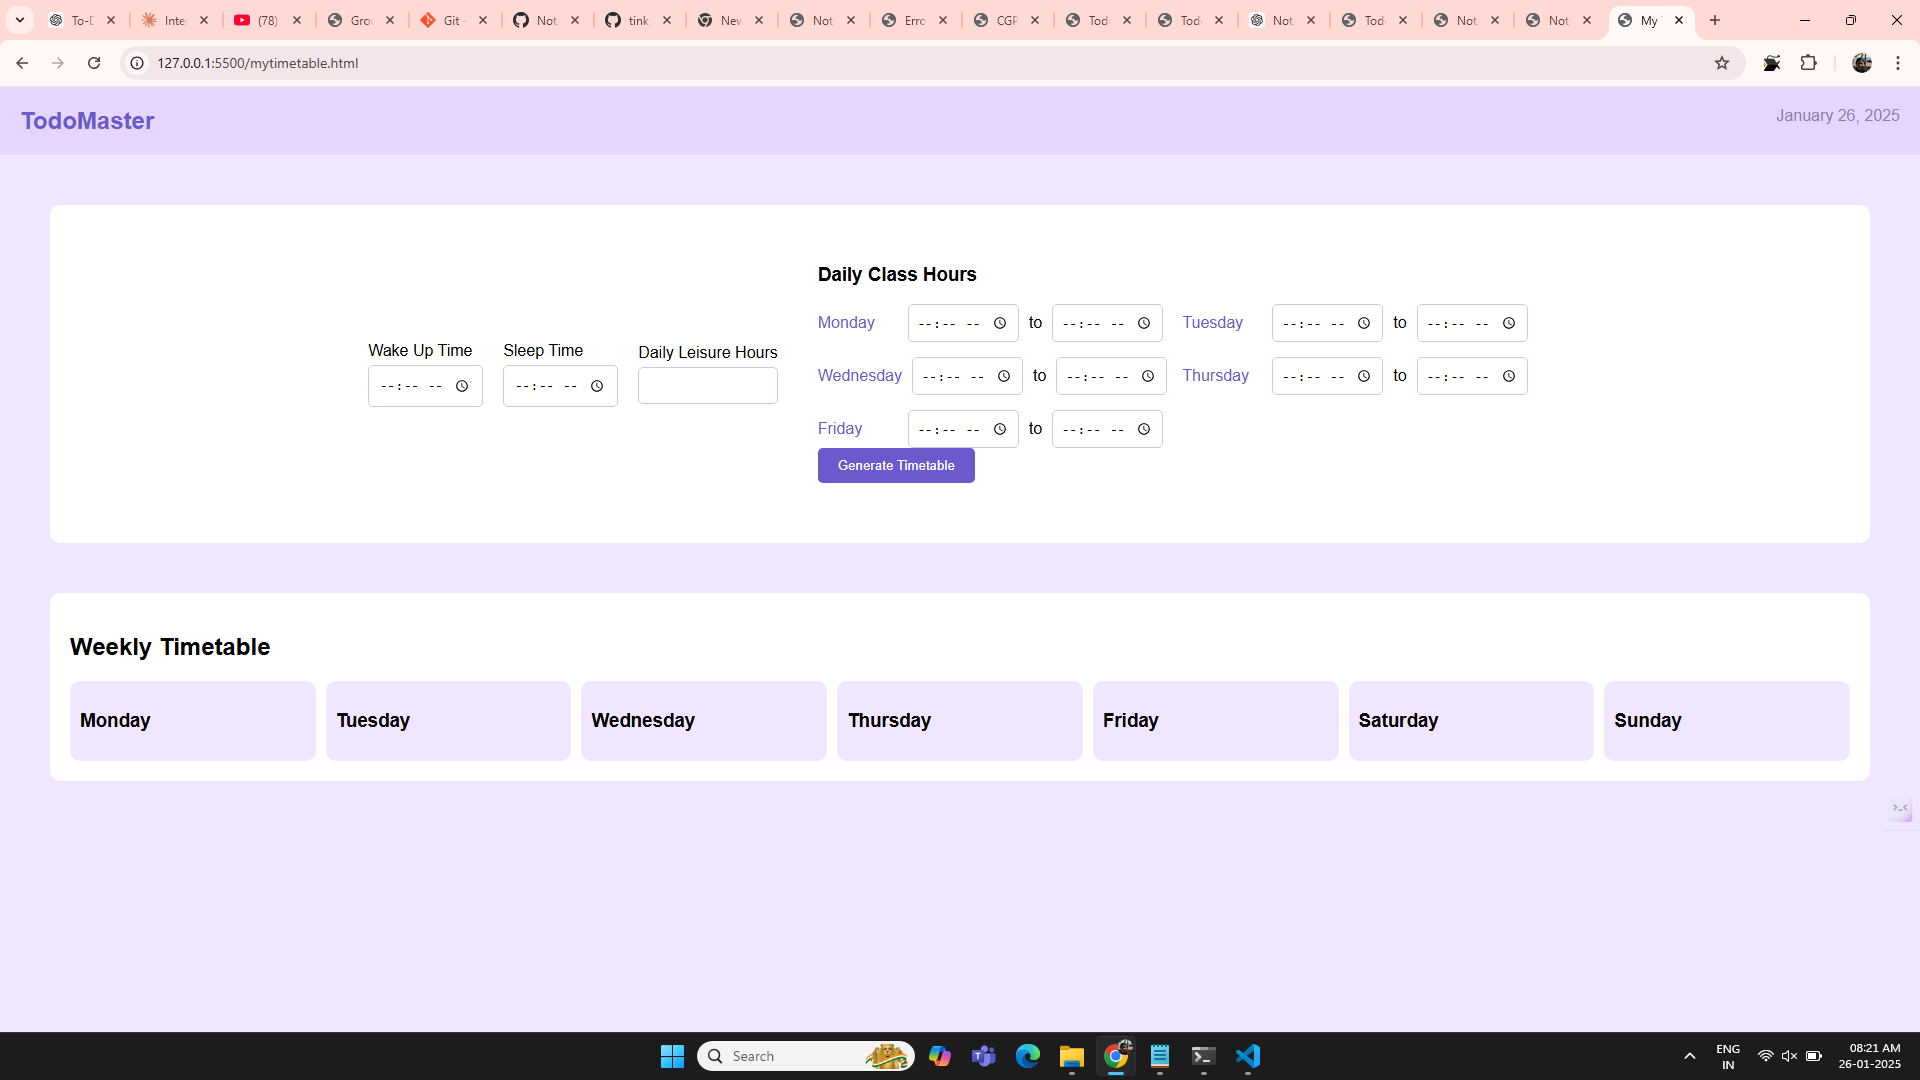 To-D
Inte
(78)
Gro
Git -
Not
tink
New
Not
Erro
CGP
Tod
Tod
Not
Tod
Not
Not
My
127.0.0.1:5500/mytimetable.html
TodoMaster
January 26, 2025
Daily Class Hours
Monday --:-- -- to --:-- -- Tuesday --:-- -- to --:-- --
Wake Up Time Sleep Time Daily Leisure Hours
--:-- -- --:-- --
Wednesday --:-- -- to --:-- -- Thursday --:-- -- to --:-- --
Friday --:-- -- to --:-- --
Generate Timetable
Weekly Timetable
Monday Tuesday Wednesday Thursday Friday Saturday Sunday
Search
ENG
IN
08:21 AM
26-01-2025